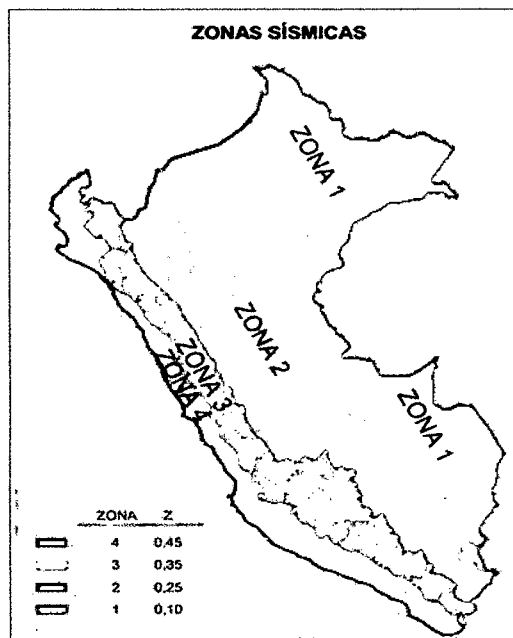 ZONAS SÍSMICAS
ZONA 1
ZONA 2
ZONA 3
ZONA 4
ZONA 1
ZONA Z
4 0,45
3 0,35
2 0,25
1 0,10